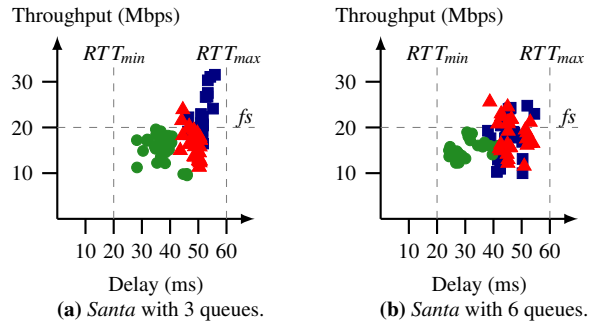 Throughput (Mbps)
RTTmin
RTTmax
30
20
10
fs
10 20 30 40 50 60
Delay (ms)
(a) Santa with 3 queues.
Throughput (Mbps)
RTTmin
RTTmax
30
20
10
fs
10 20 30 40 50 60
Delay (ms)
(b) Santa with 6 queues.